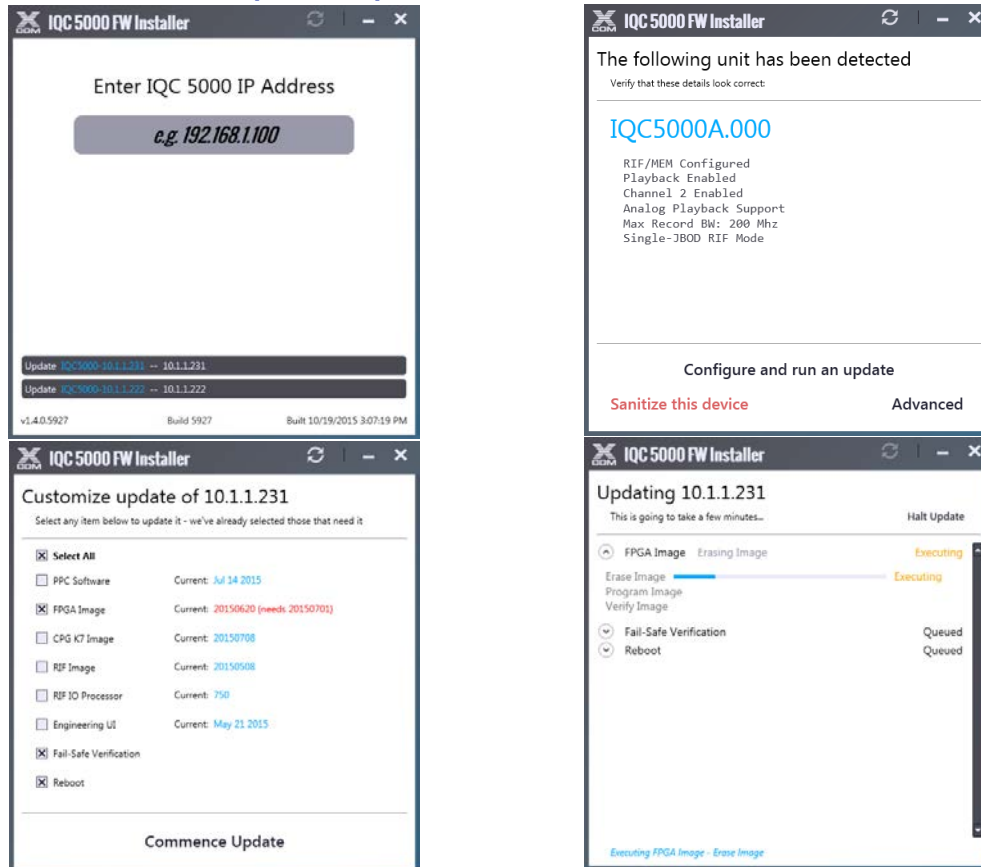 XCOM IQC 5000 FW Installer
Enter IQC 5000 IP Address
e.g. 192.168.1.100
Update IQC5000-10.1.1.231 -- 10.1.1.231
Update IQC5000-10.1.1.222 -- 10.1.1.222
v1.4.0.5927 Build 5927 Built 10/19/2015 3:07:19 PM
XCOM IQC 5000 FW Installer
The following unit has been detected
Verify that these details look correct:
IQC5000A.000
RIF/MEM Configured
Playback Enabled
Channel 2 Enabled
Analog Playback Support
Max Record BW: 200 Mhz
Single-JBOD RIF Mode
Configure and run an update
Sanitize this device Advanced
XCOM IQC 5000 FW Installer
Customize update of 10.1.1.231
Select any item below to update it - we've already selected those that need it
Select All
PPC Software Current: Jul 14 2015
FPGA Image Current: 20150620 (needs 20150701)
CPG K7 Image Current: 20150708
RIF Image Current: 20150508
RIF IO Processor Current: 750
Engineering UI Current: May 21 2015
Fail-Safe Verification
Reboot
Commence Update
XCOM IQC 5000 FW Installer
Updating 10.1.1.231
This is going to take a few minutes... Halt Update
FPGA Image Erasing Image Executing
Erase Image Executing
Program Image
Verify Image
Fail-Safe Verification Queued
Reboot Queued
Executing FPGA Image - Erase Image